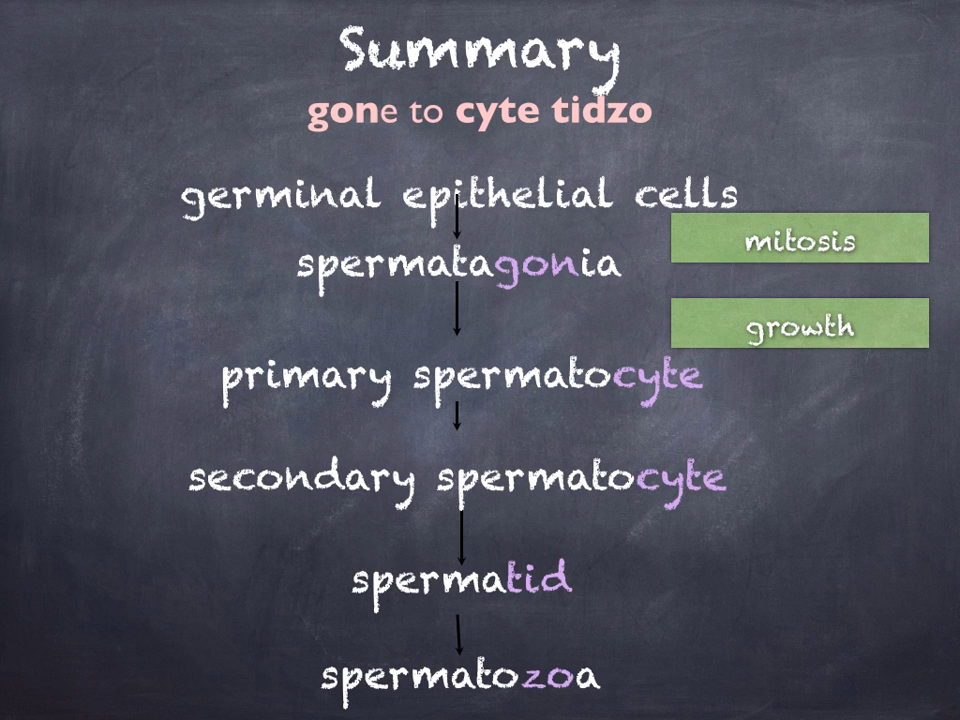 Summary
gone to cyte tidzo
germinal epithelial cells
mitosis
spermatagonia
growth
primary spermatocyte
secondary spermatocyte
spermatid
spermatozoa